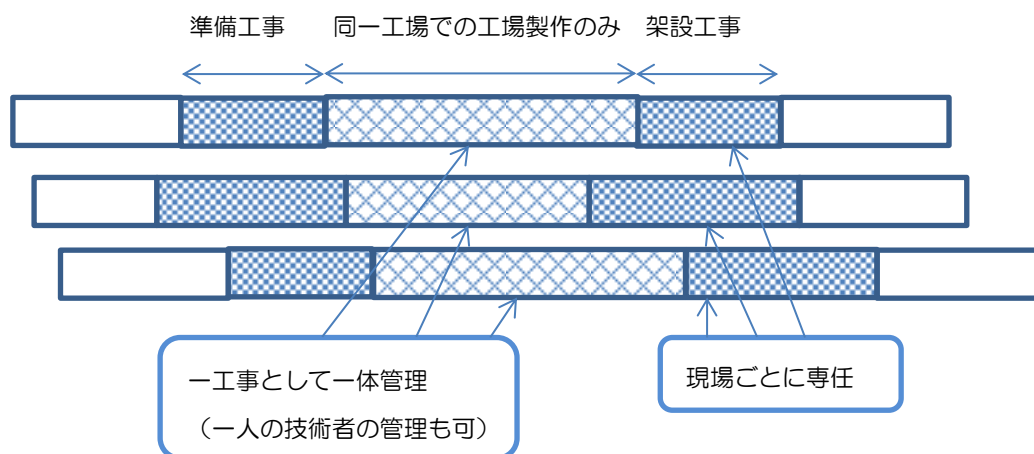 準備工事
同一工場での工場製作のみ
架設工事
一工事として一体管理
（一人の技術者の管理も可）
現場ごとに専任